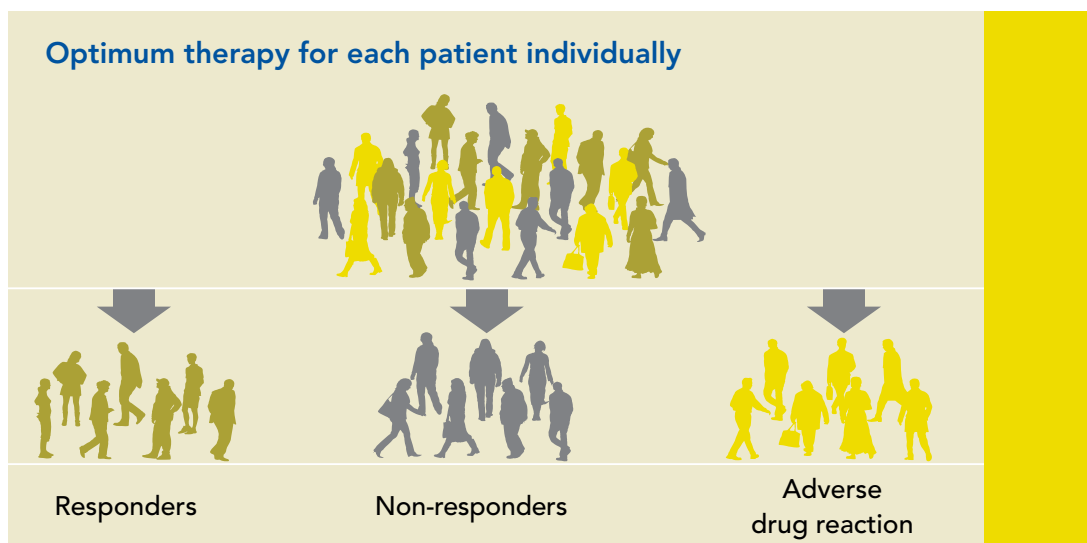 Optimum therapy for each patient individually
Responders
Non-responders
Adverse
drug reaction